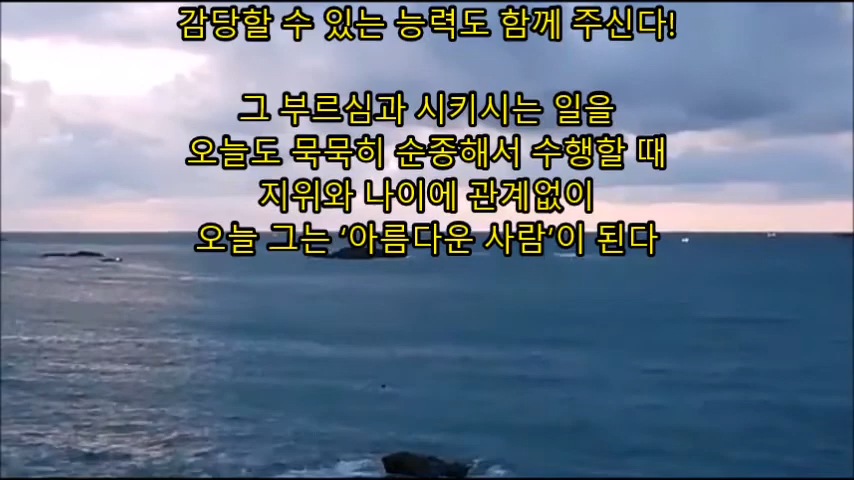 감당할 수 있는 능력도 함께 주신다!
그 부르심과 시키시는 일을
오늘도 묵묵히 순종해서 수행할 때
지위와 나이에 관계없이
오늘 그는 '아름다운 사람'이 된다